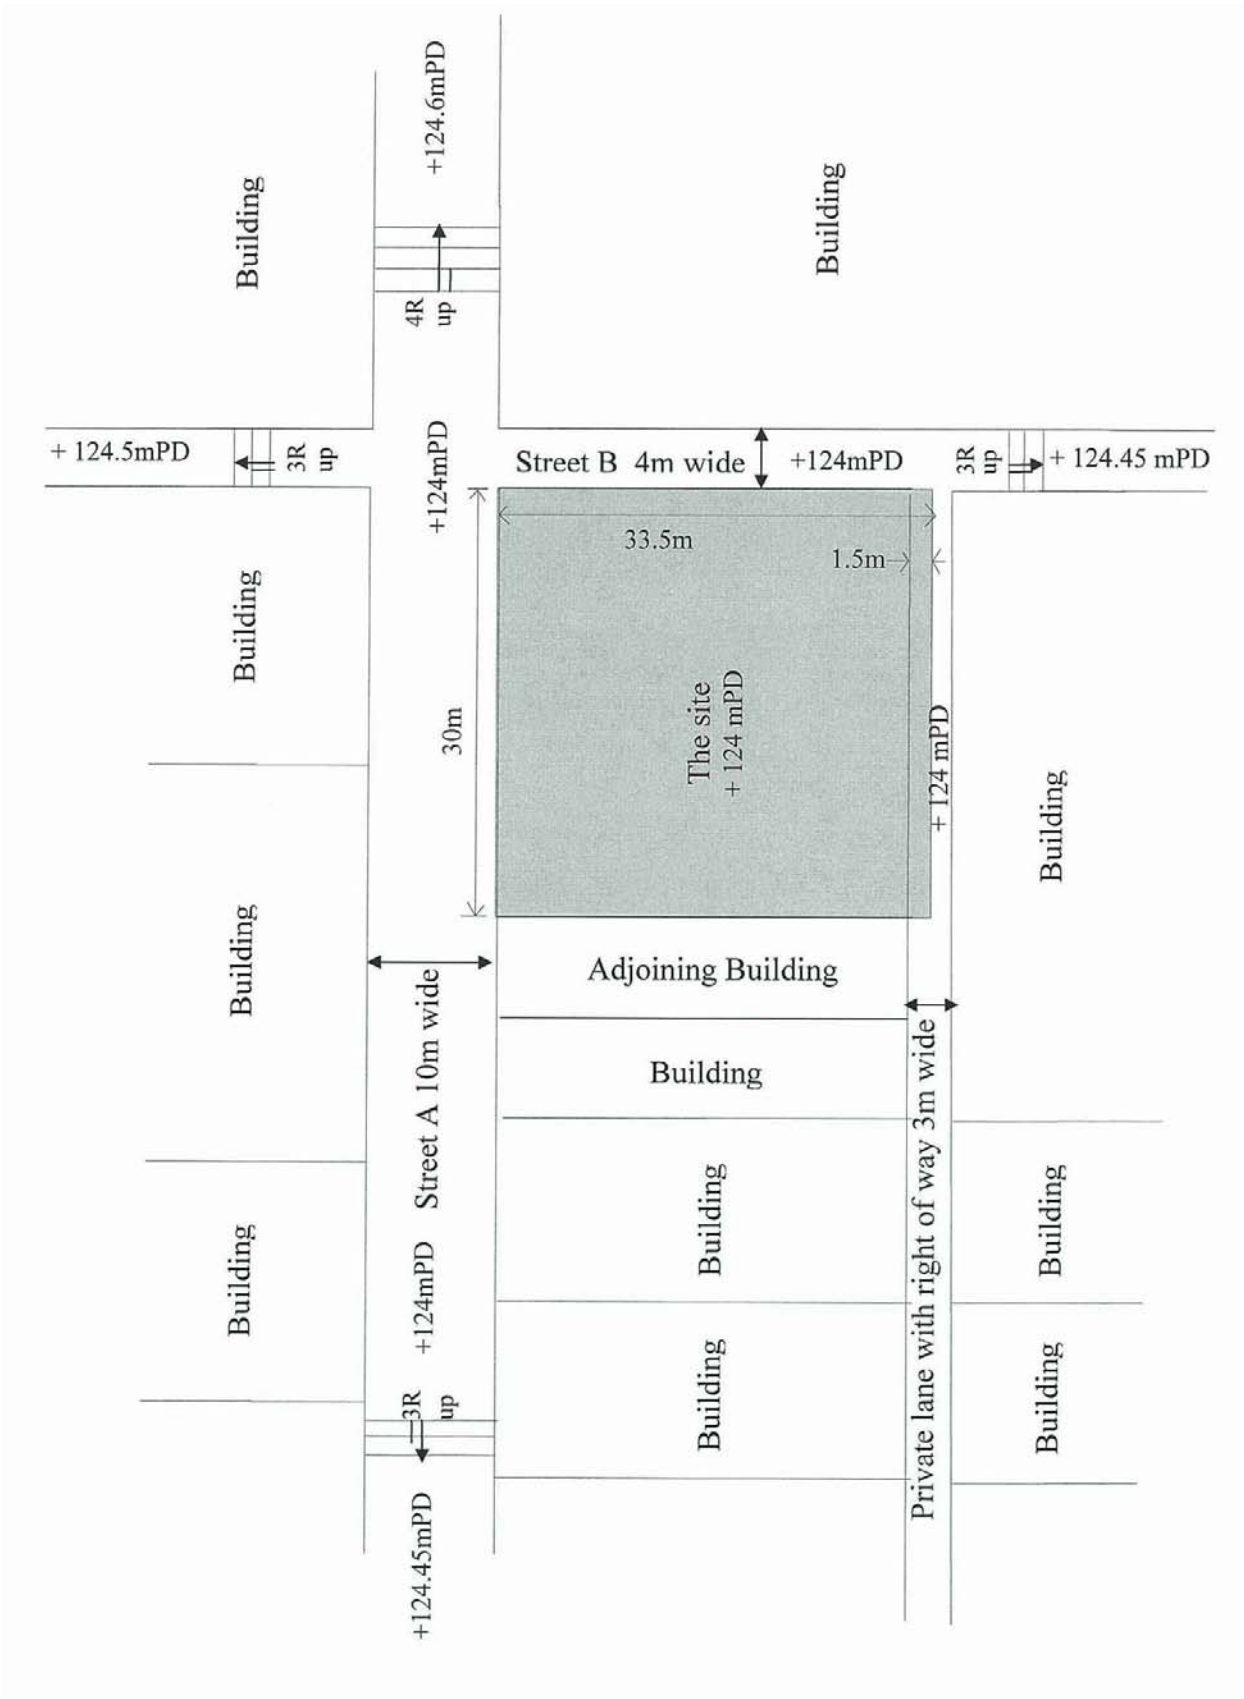 +124.6mPD
Building
Building
4R
up
+ 124.5mPD
3R
up
+124mPD
Street B 4m wide
+124mPD
3R
up
+ 124.45 mPD
33.5m
1.5m
Building
30m
The site
+ 124 mPD
+ 124 mPD
Building
Building
Adjoining Building
Street A 10m wide
Building
Private lane with right of way 3m wide
Building
Building
Building
+124mPD
Building
Building
3R
up
+124.45mPD